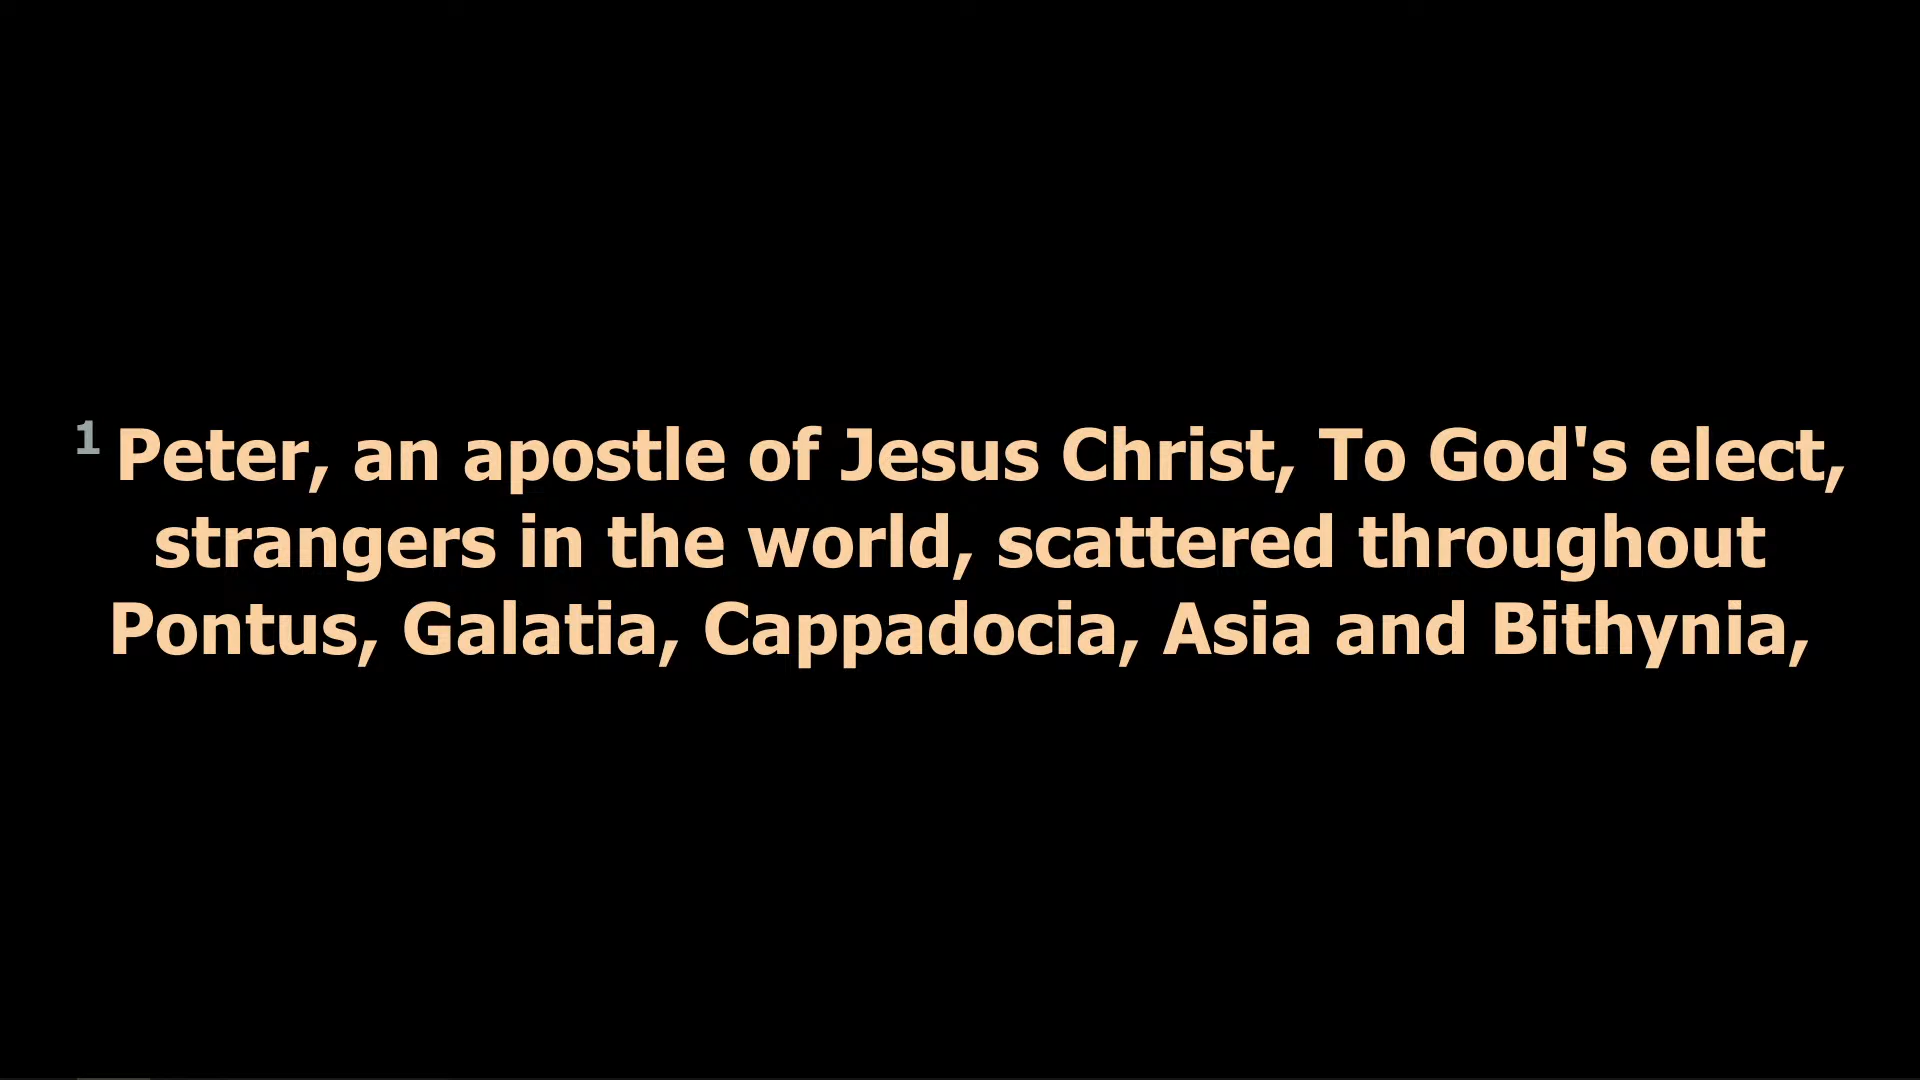 1 Peter, an apostle of Jesus Christ, To God's elect,
strangers in the world, scattered throughout
Pontus, Galatia, Cappadocia, Asia and Bithynia,